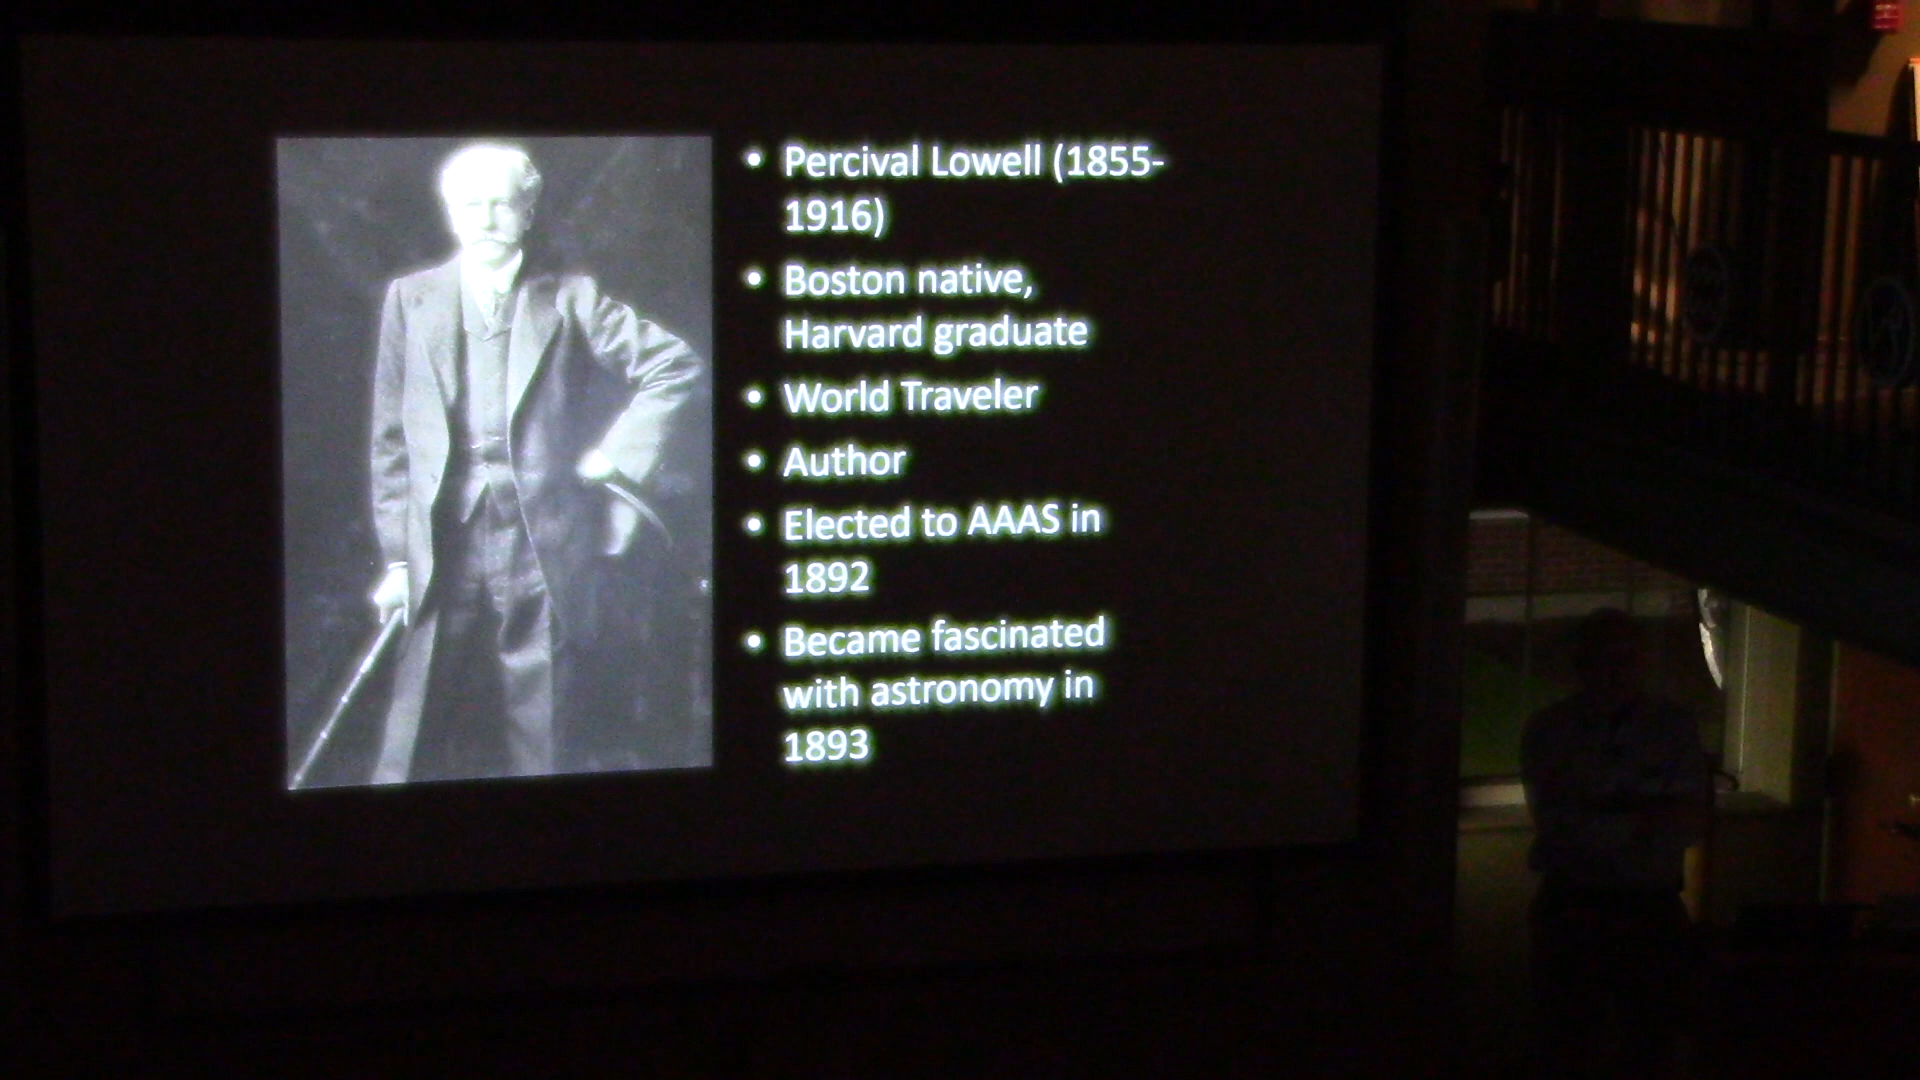 • Percival Lowell (1855-
1916)
• Boston native,
Harvard graduate
• World Traveler
• Author
• Elected to AAAS in
1892
• Became fascinated
with astronomy in
1893